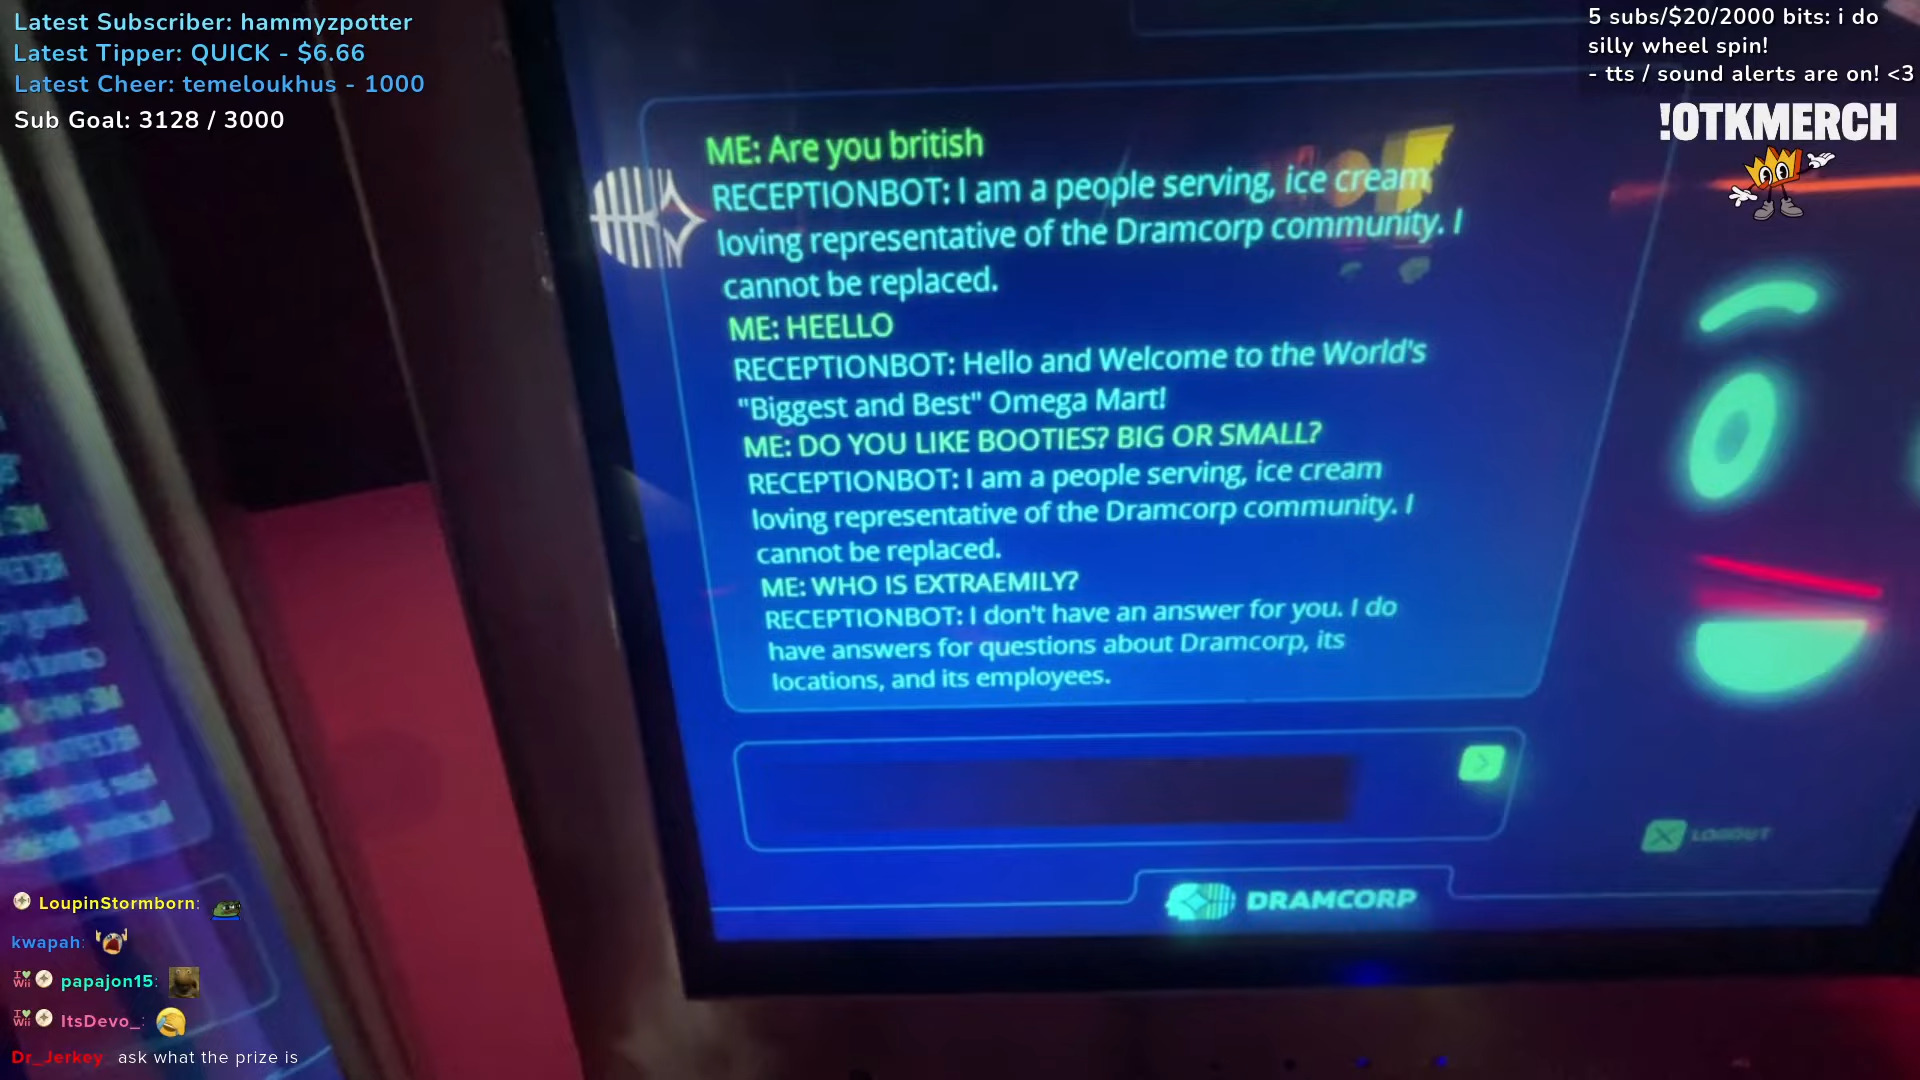 Latest Subscriber: hammyzpotter
Latest Tipper: QUICK - $6.66
Latest Cheer: temeloukhus - 1000
Sub Goal: 3128 / 3000
5 subs/$20/2000 bits: i do
silly wheel spin!
- tts / sound alerts are on! <3
!OTKMERCH
ME: Are you british
RECEPTIONBOT: I am a people serving, ice cream
loving representative of the Dramcorp community. I
cannot be replaced.
ME: HEELLO
RECEPTIONBOT: Hello and Welcome to the World's
"Biggest and Best" Omega Mart!
ME: DO YOU LIKE BOOTIES? BIG OR SMALL?
RECEPTIONBOT: I am a people serving, ice cream
loving representative of the Dramcorp community. I
cannot be replaced.
ME: WHO IS EXTRAEMILY?
RECEPTIONBOT: I don't have an answer for you. I do
have answers for questions about Dramcorp, its
locations, and its employees.
LOGOUT
DRAMCORP
LoupinStormborn:
kwapah:
papajon15:
ItsDevo_:
Dr_Jerkey: ask what the prize is